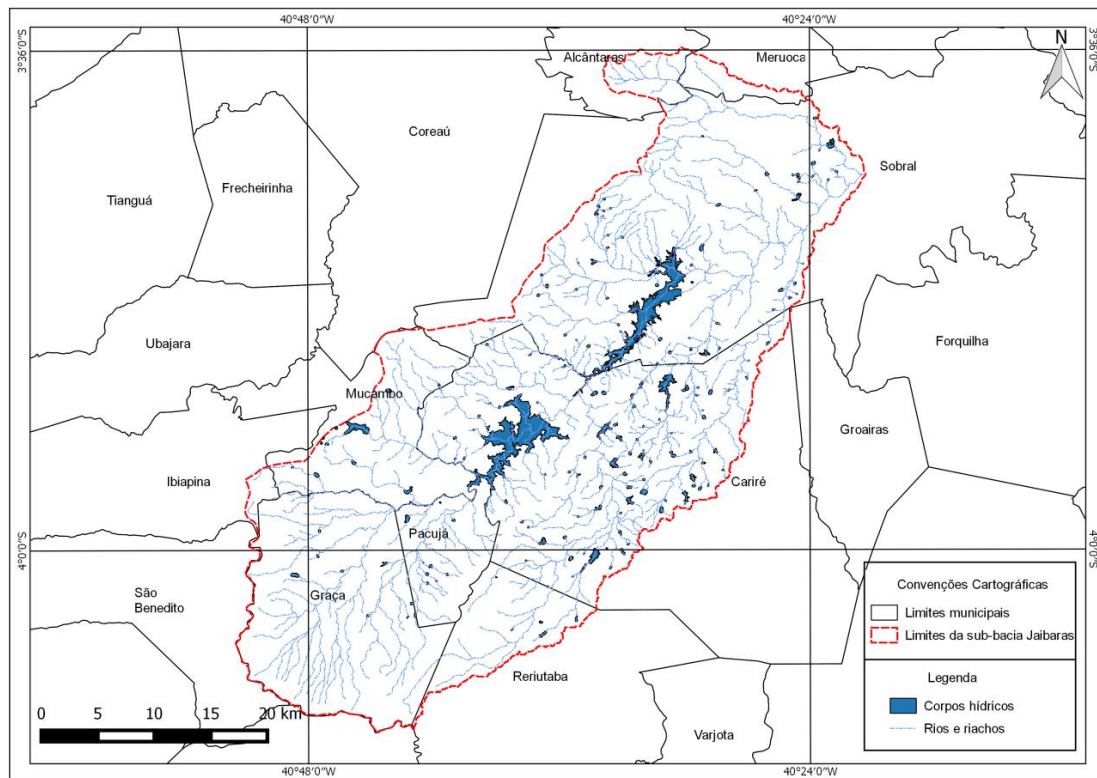 40°48'0"W
40°24'0"W
3°36'0"S
3°36'0"S
N
Alcântaras
Meruoca
Coreaú
Sobral
Frecheirinha
Tianguá
Ubajara
Forquilha
Mucambo
Groairas
Ibiapina
Cariré
Pacujá
4°0'0"S
4°0'0"S
São
Benedito
Graça
Reriutaba
Varjota
Convenções Cartográficas
Limites municipais
Limites da sub-bacia Jaibaras
Legenda
Corpos hídricos
Rios e riachos
0 5 10 15 20 km
40°48'0"W
40°24'0"W